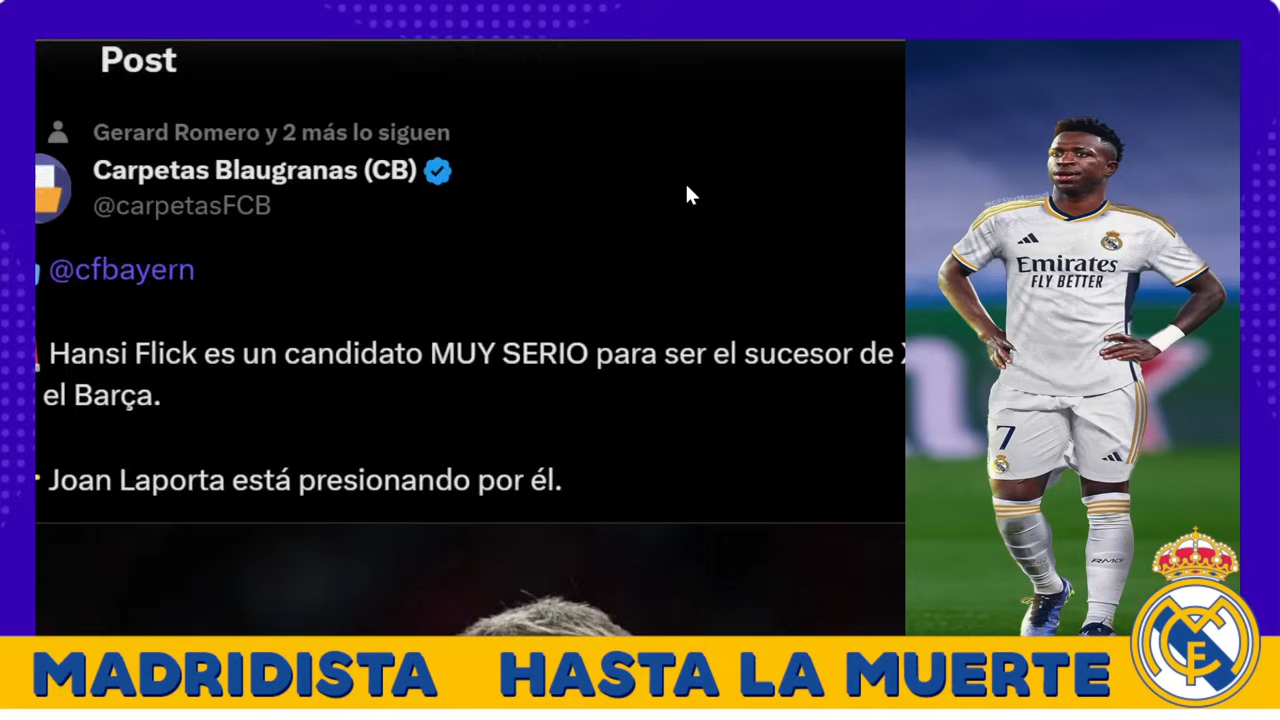 Post
Gerard Romero y 2 más lo siguen
Carpetas Blaugranas (CB)
@carpetasFCB
@cfbayern
Hansi Flick es un candidato MUY SERIO para ser el sucesor de
el Barça.
Joan Laporta está presionando por él.
Emirates
FLY BETTER
7
RMCF
MADRIDISTA HASTA LA MUERTE